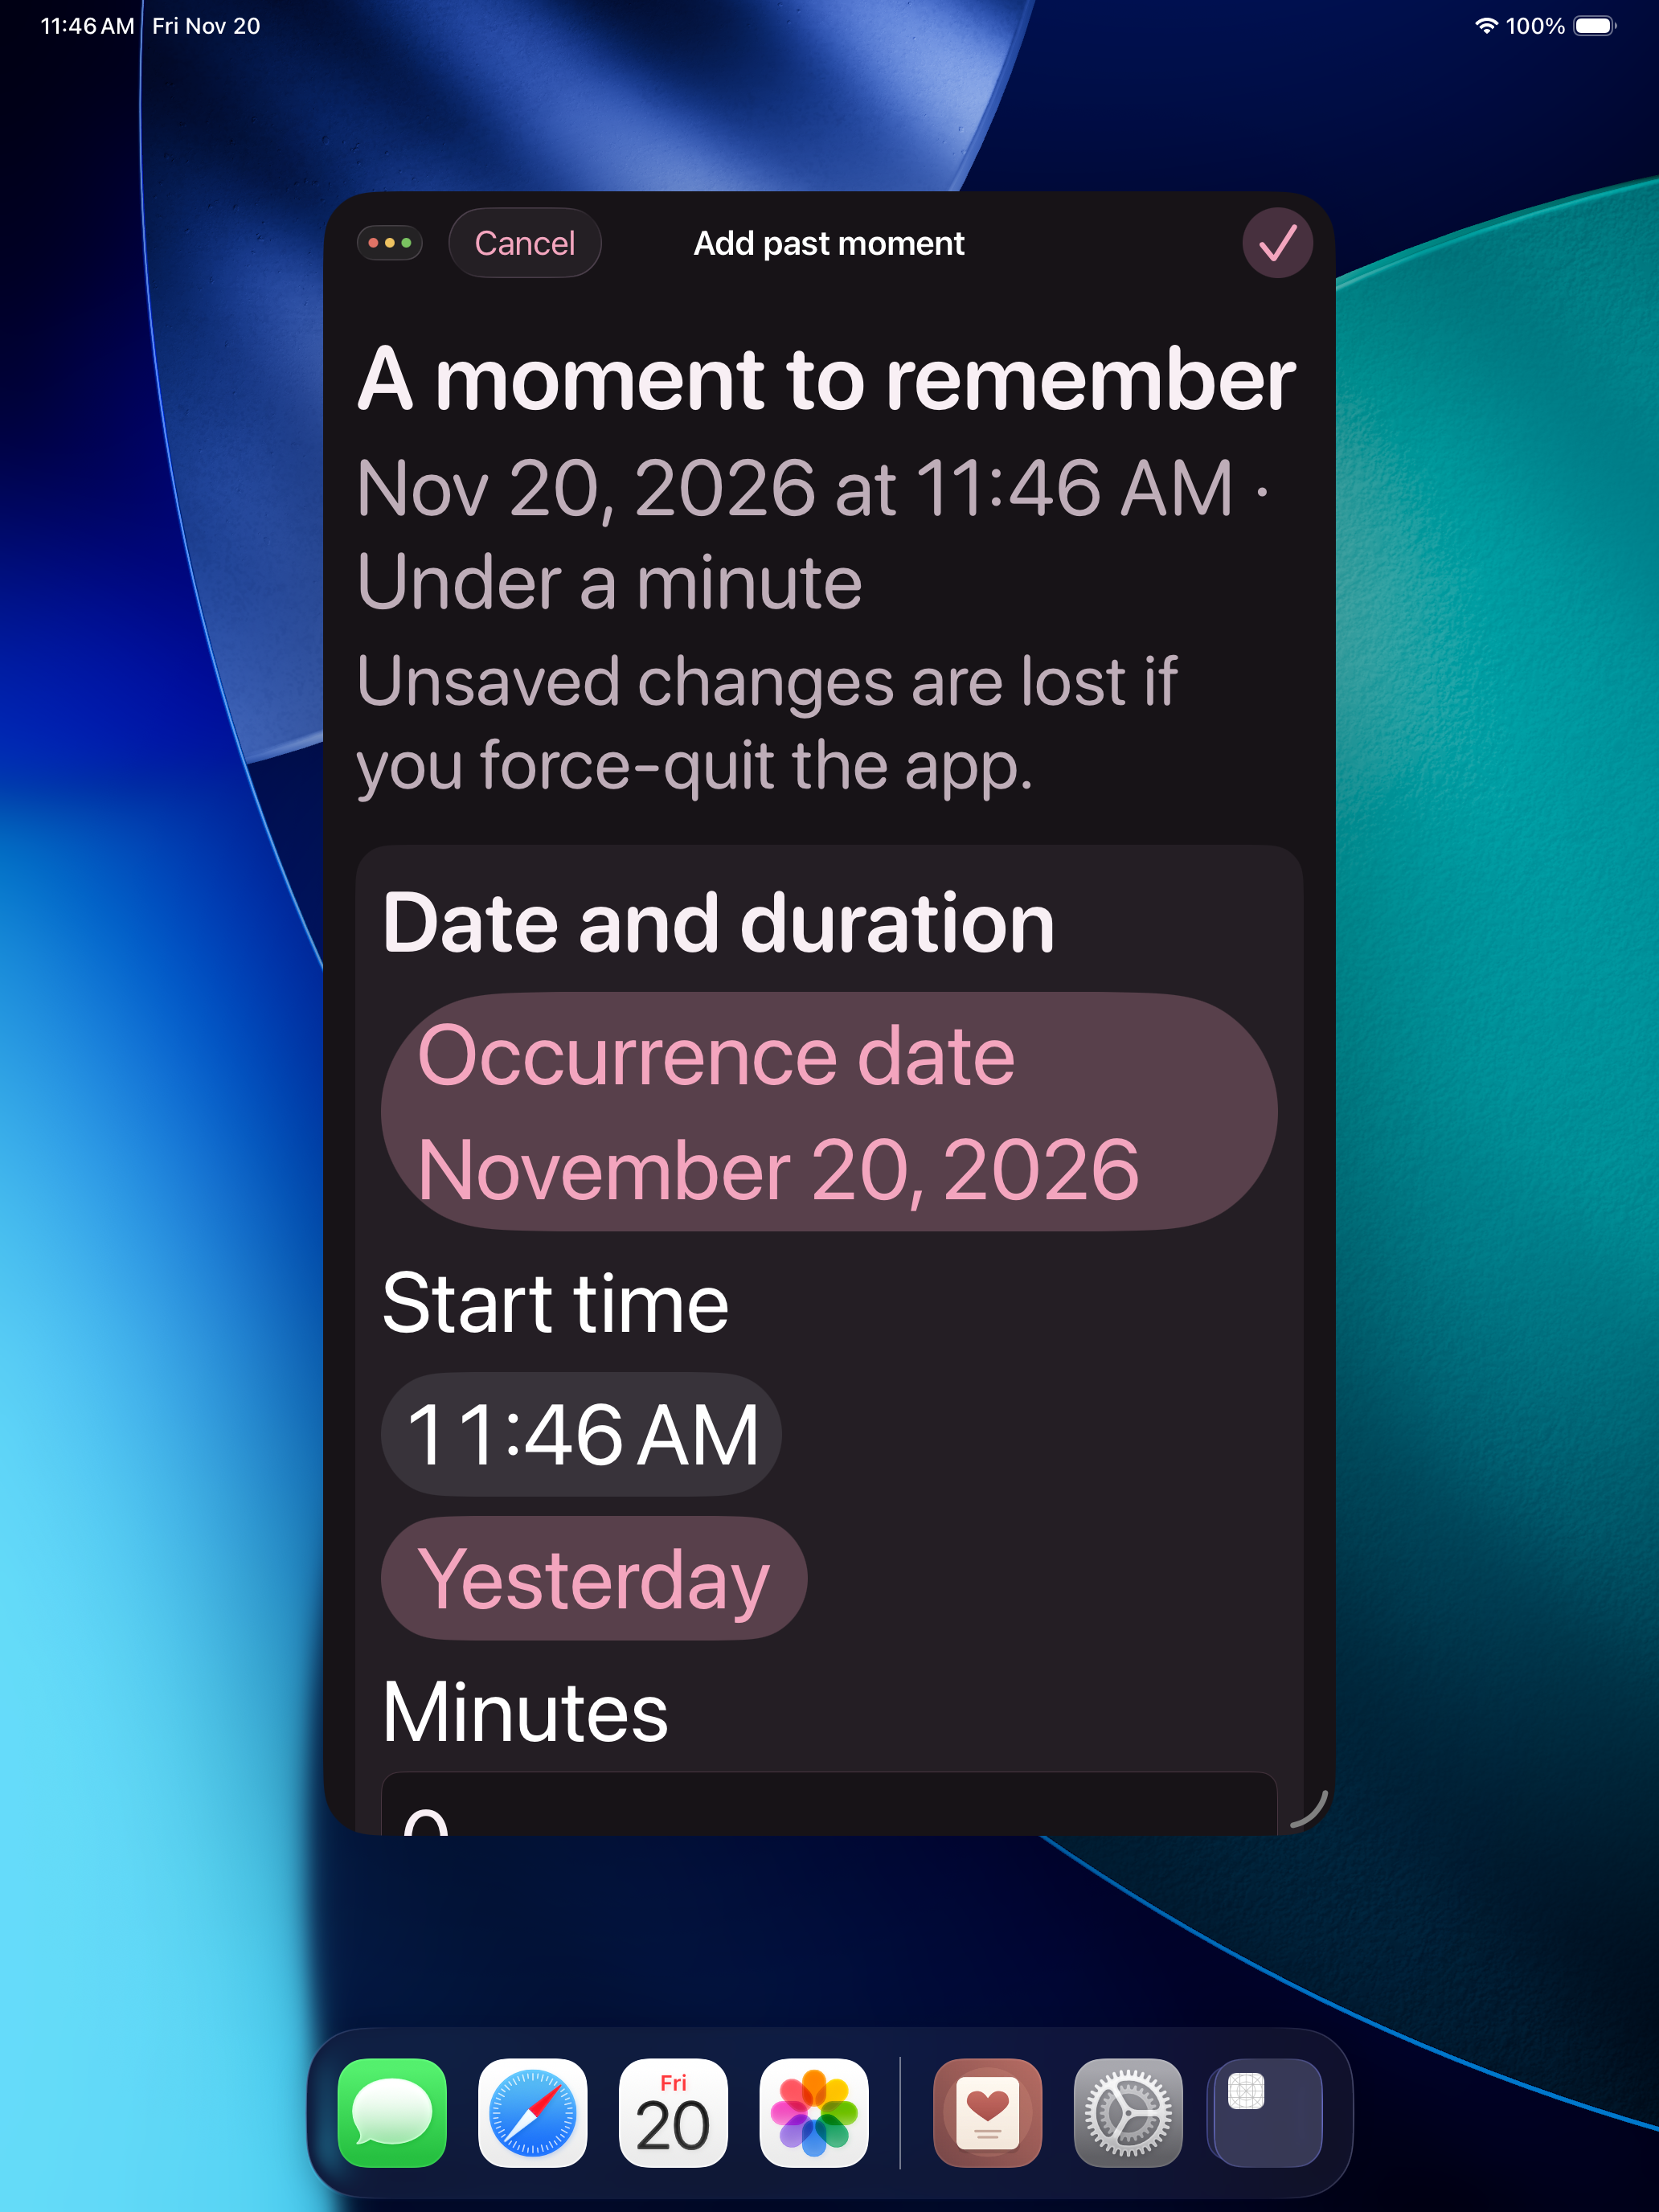 11:46 AM Fri Nov 20
100%
Cancel
Add past moment
A moment to remember
Nov 20, 2026 at 11:46 AM ·
Under a minute
Unsaved changes are lost if
you force-quit the app.
Date and duration
Occurrence date
November 20, 2026
Start time
11:46 AM
Yesterday
Minutes
Fri
20